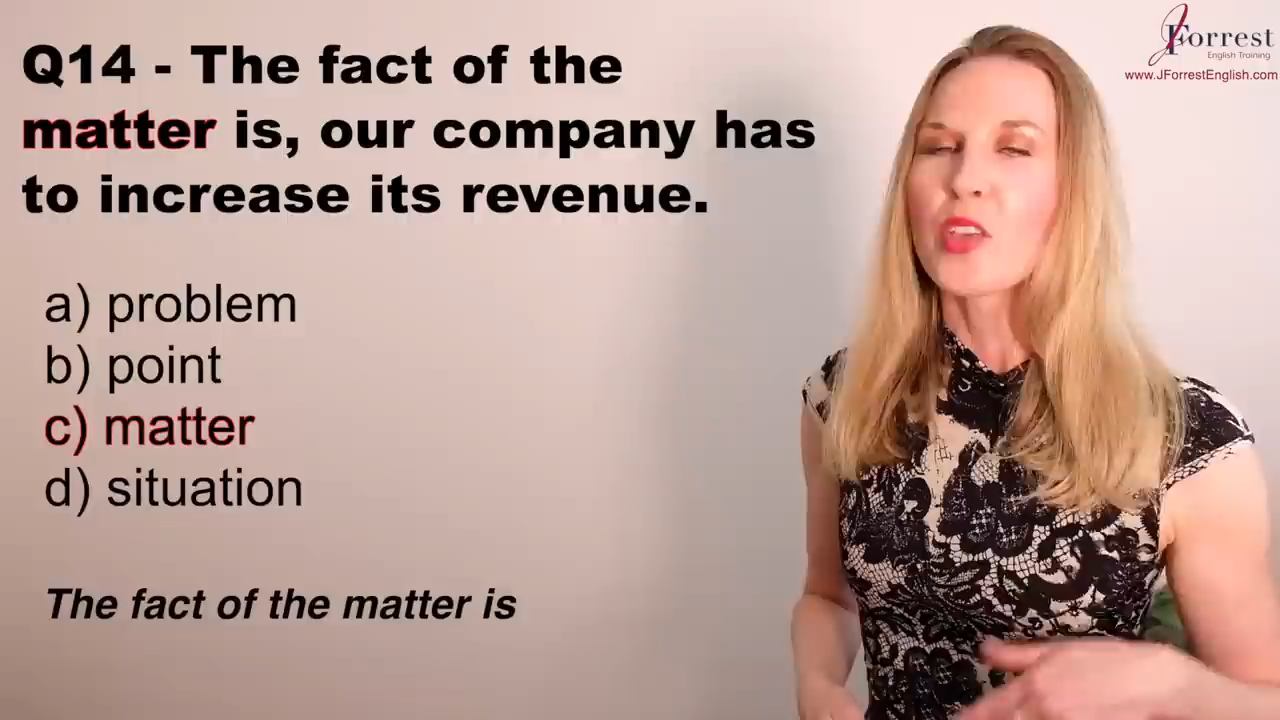 Q14 - The fact of the
matter is, our company has
to increase its revenue.
a) problem
b) point
c) matter
d) situation
The fact of the matter is
JForrest
English Training
www.JForrestEnglish.com